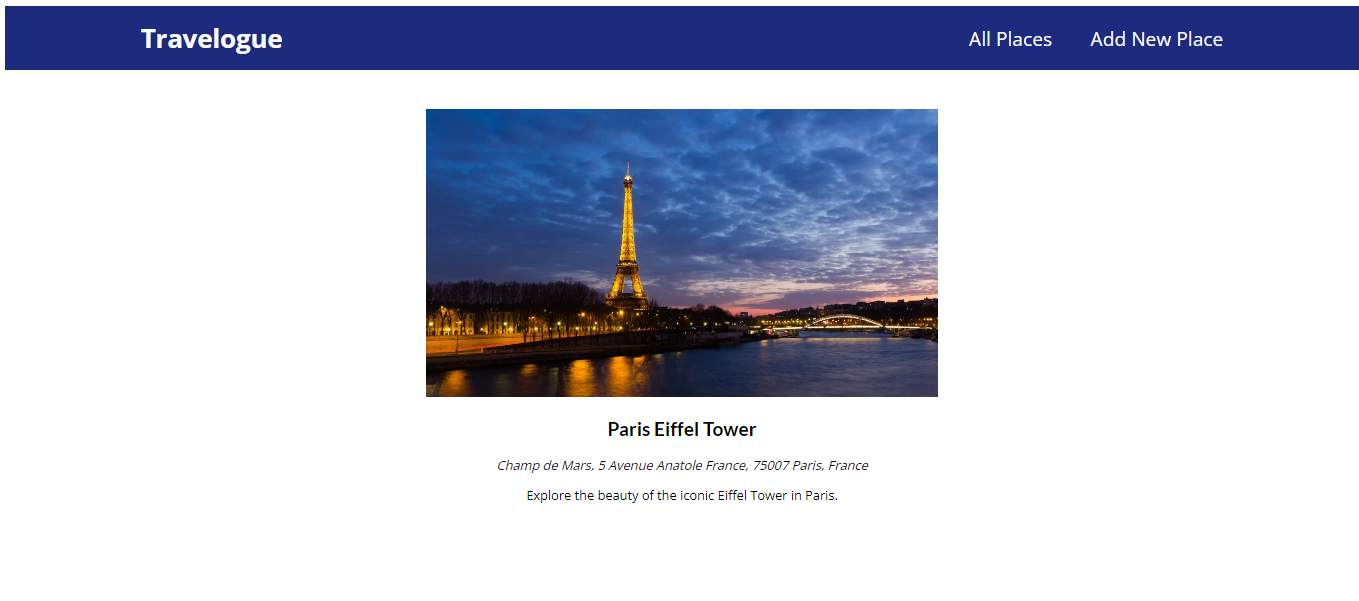 Travelogue
All Places
Add New Place
Paris Eiffel Tower
Champ de Mars, 5 Avenue Anatole France, 75007 Paris, France
Explore the beauty of the iconic Eiffel Tower in Paris.